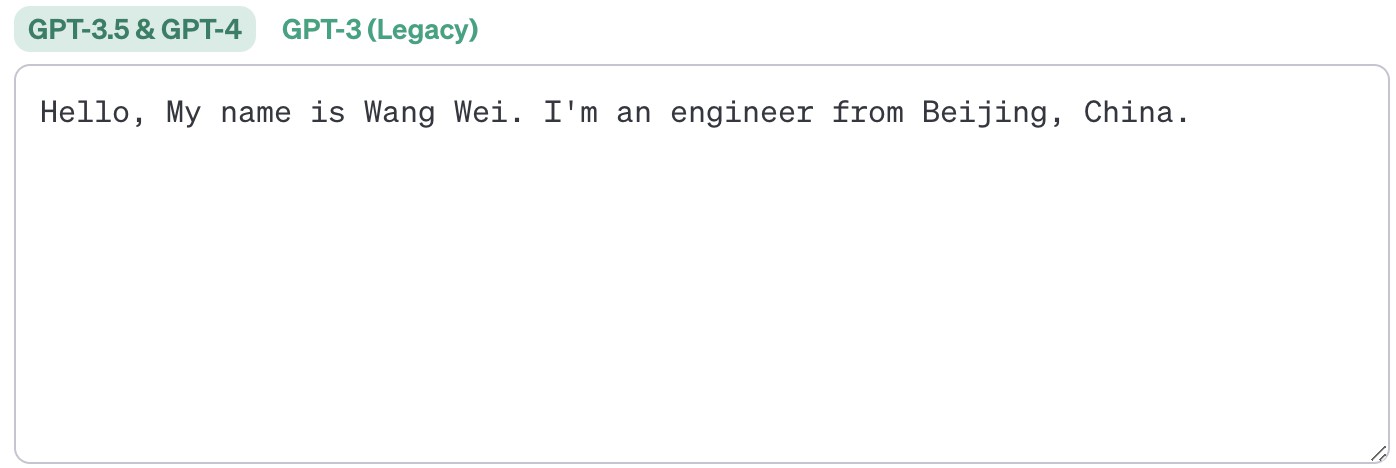 GPT-3.5 & GPT-4 GPT-3 (Legacy)
Hello, My name is Wang Wei. I'm an engineer from Beijing, China.